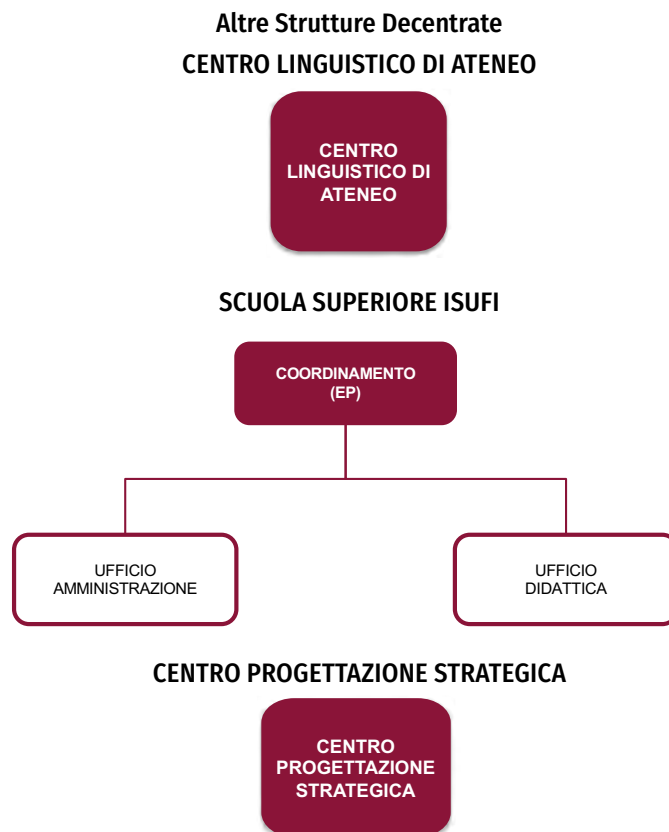 Altre Strutture Decentrate
CENTRO LINGUISTICO DI ATENEO
CENTRO
LINGUISTICO DI
ATENEO
SCUOLA SUPERIORE ISUFI
COORDINAMENTO
(EP)
UFFICIO
AMMINISTRAZIONE
UFFICIO
DIDATTICA
CENTRO PROGETTAZIONE STRATEGICA
CENTRO
PROGETTAZIONE
STRATEGICA